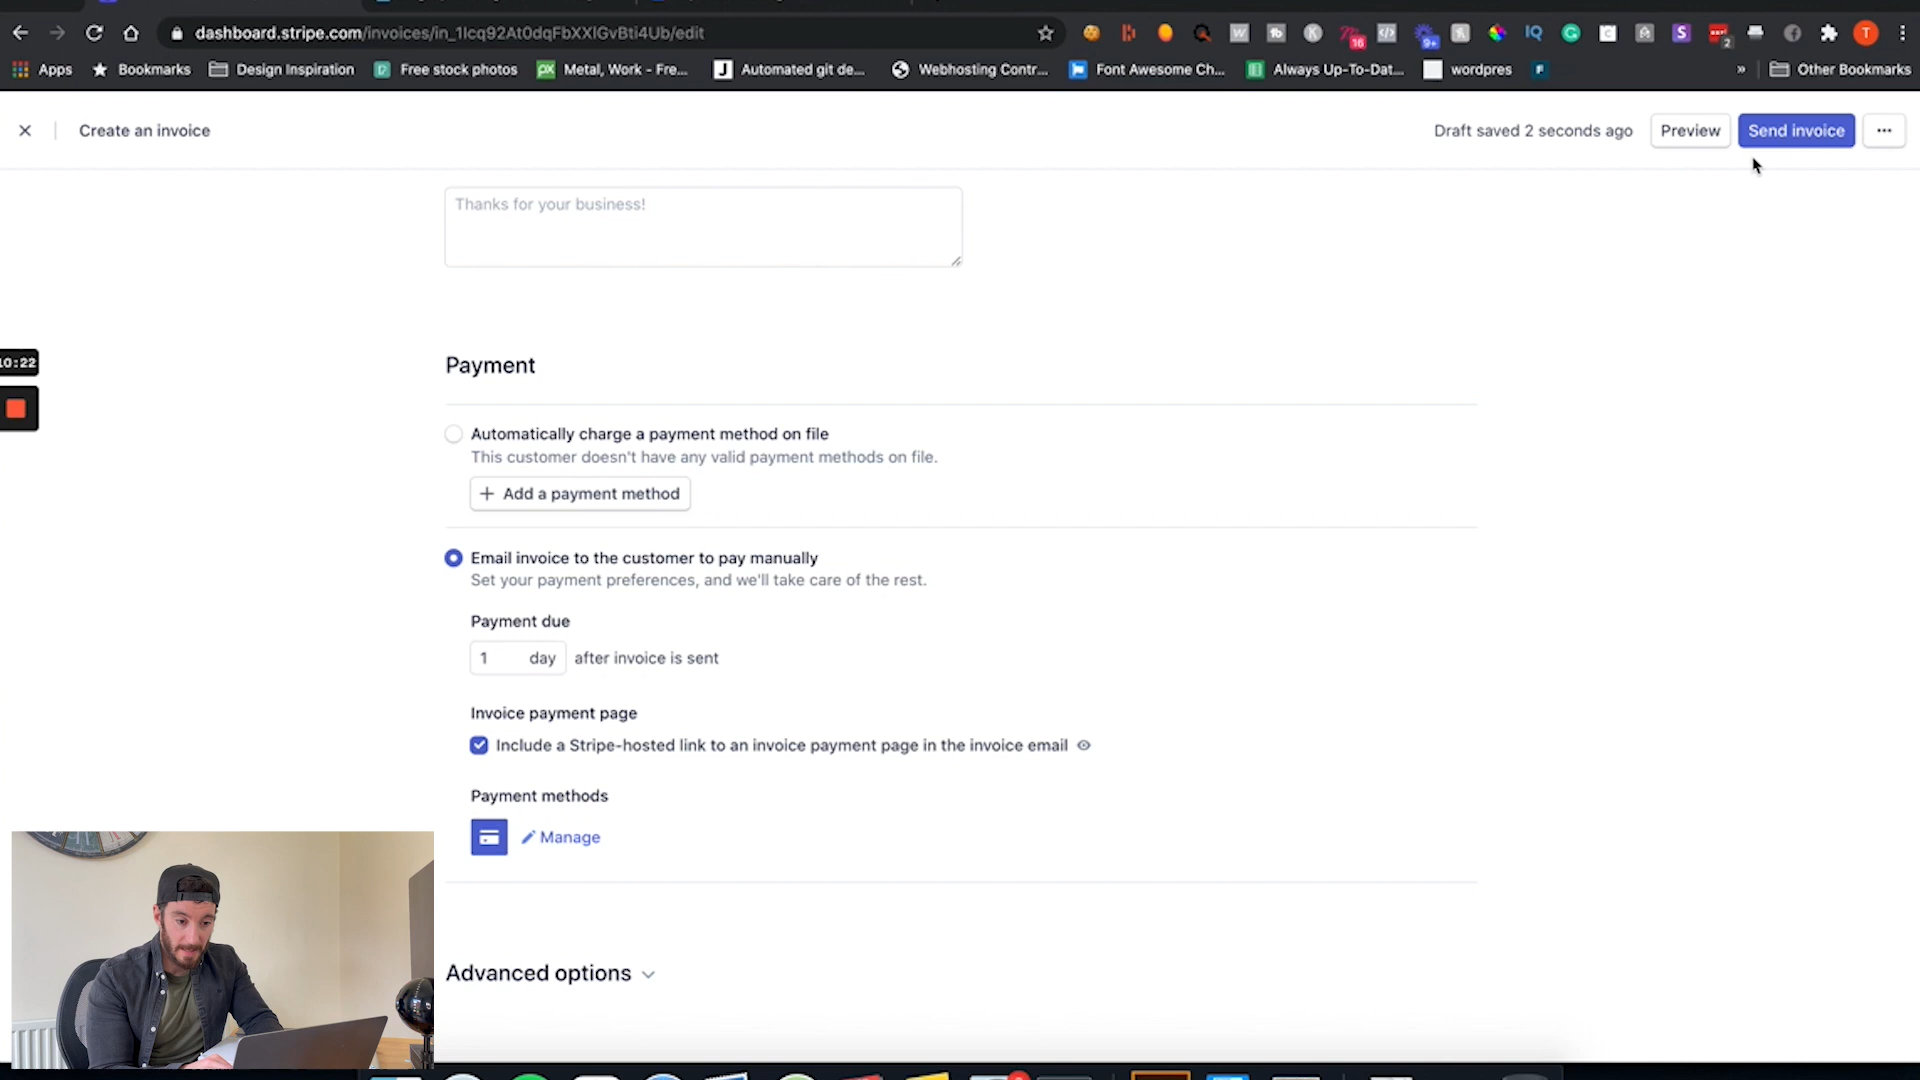 dashboard.stripe.com/invoices/in_1Icq92At0dqFbXXIGvBti4Ub/edit
16 9+ IQ S 2 T
Apps Bookmarks Design Inspiration Free stock photos Metal, Work - Fre... Automated git de... Webhosting Contr... Font Awesome Ch... Always Up-To-Dat... wordpres » Other Bookmarks
Create an invoice Draft saved 2 seconds ago Preview Send invoice ...
Thanks for your business!
10:22
Payment
Automatically charge a payment method on file
This customer doesn't have any valid payment methods on file.
+ Add a payment method
Email invoice to the customer to pay manually
Set your payment preferences, and we'll take care of the rest.
Payment due
1 day after invoice is sent
Invoice payment page
Include a Stripe-hosted link to an invoice payment page in the invoice email
Payment methods
Manage
Advanced options